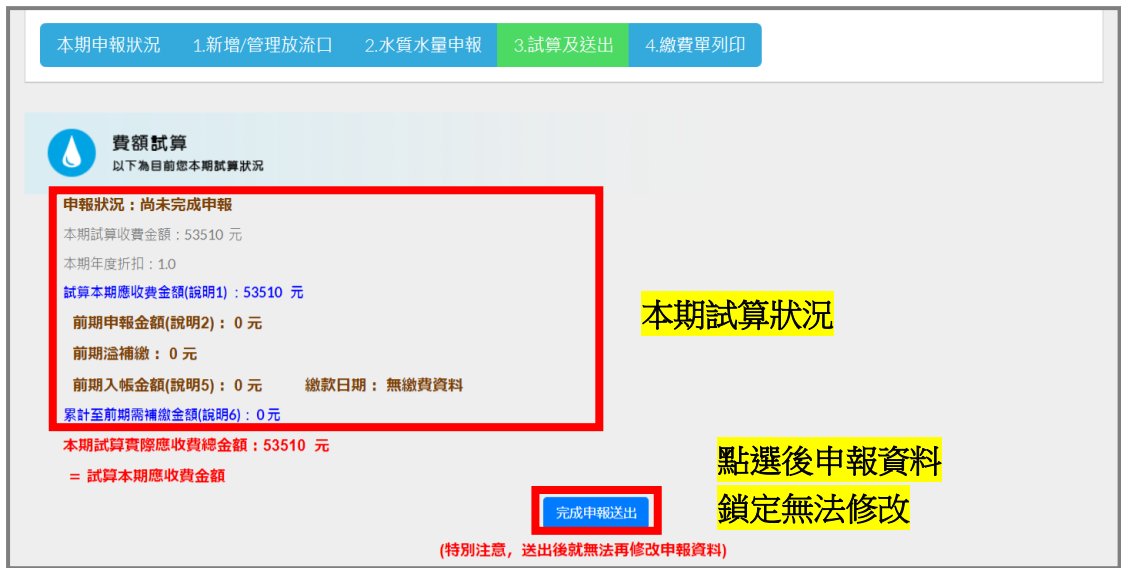 本期申報狀況 1.新增/管理放流口 2.水質水量申報 3.試算及送出 4.繳費單列印
費額試算
以下為目前您本期試算狀況
申報狀況：尚未完成申報
本期試算收費金額：53510 元
本期年度折扣：1.0
試算本期應收費金額(說明1)：53510 元
前期申報金額(說明2)： 0 元
前期溢補繳： 0 元
前期入帳金額(說明5)： 0 元 繳款日期： 無繳費資料
累計至前期需補繳金額(說明6)： 0 元
本期試算狀況
本期試算實際應收費總金額：53510 元
= 試算本期應收費金額
點選後申報資料
鎖定無法修改
完成申報送出
(特別注意，送出後就無法再修改申報資料)